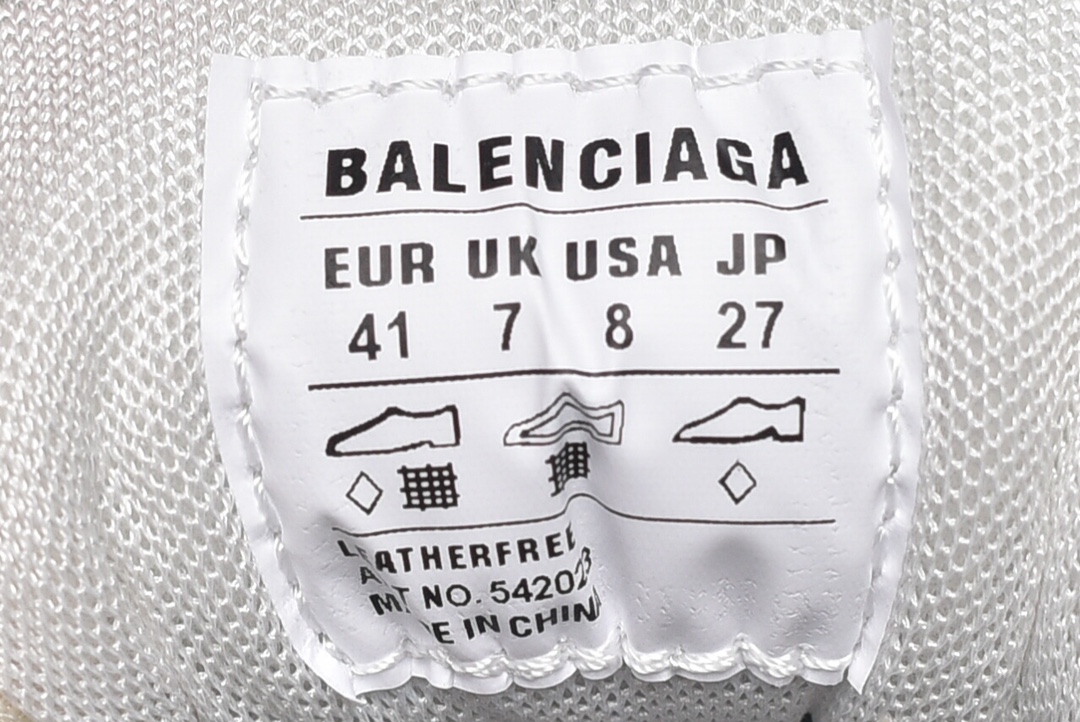 BALENCIAGA
EUR UK USA JP
41 7 8 27
LEATHERFREE
NO. 542023
IN CHINA